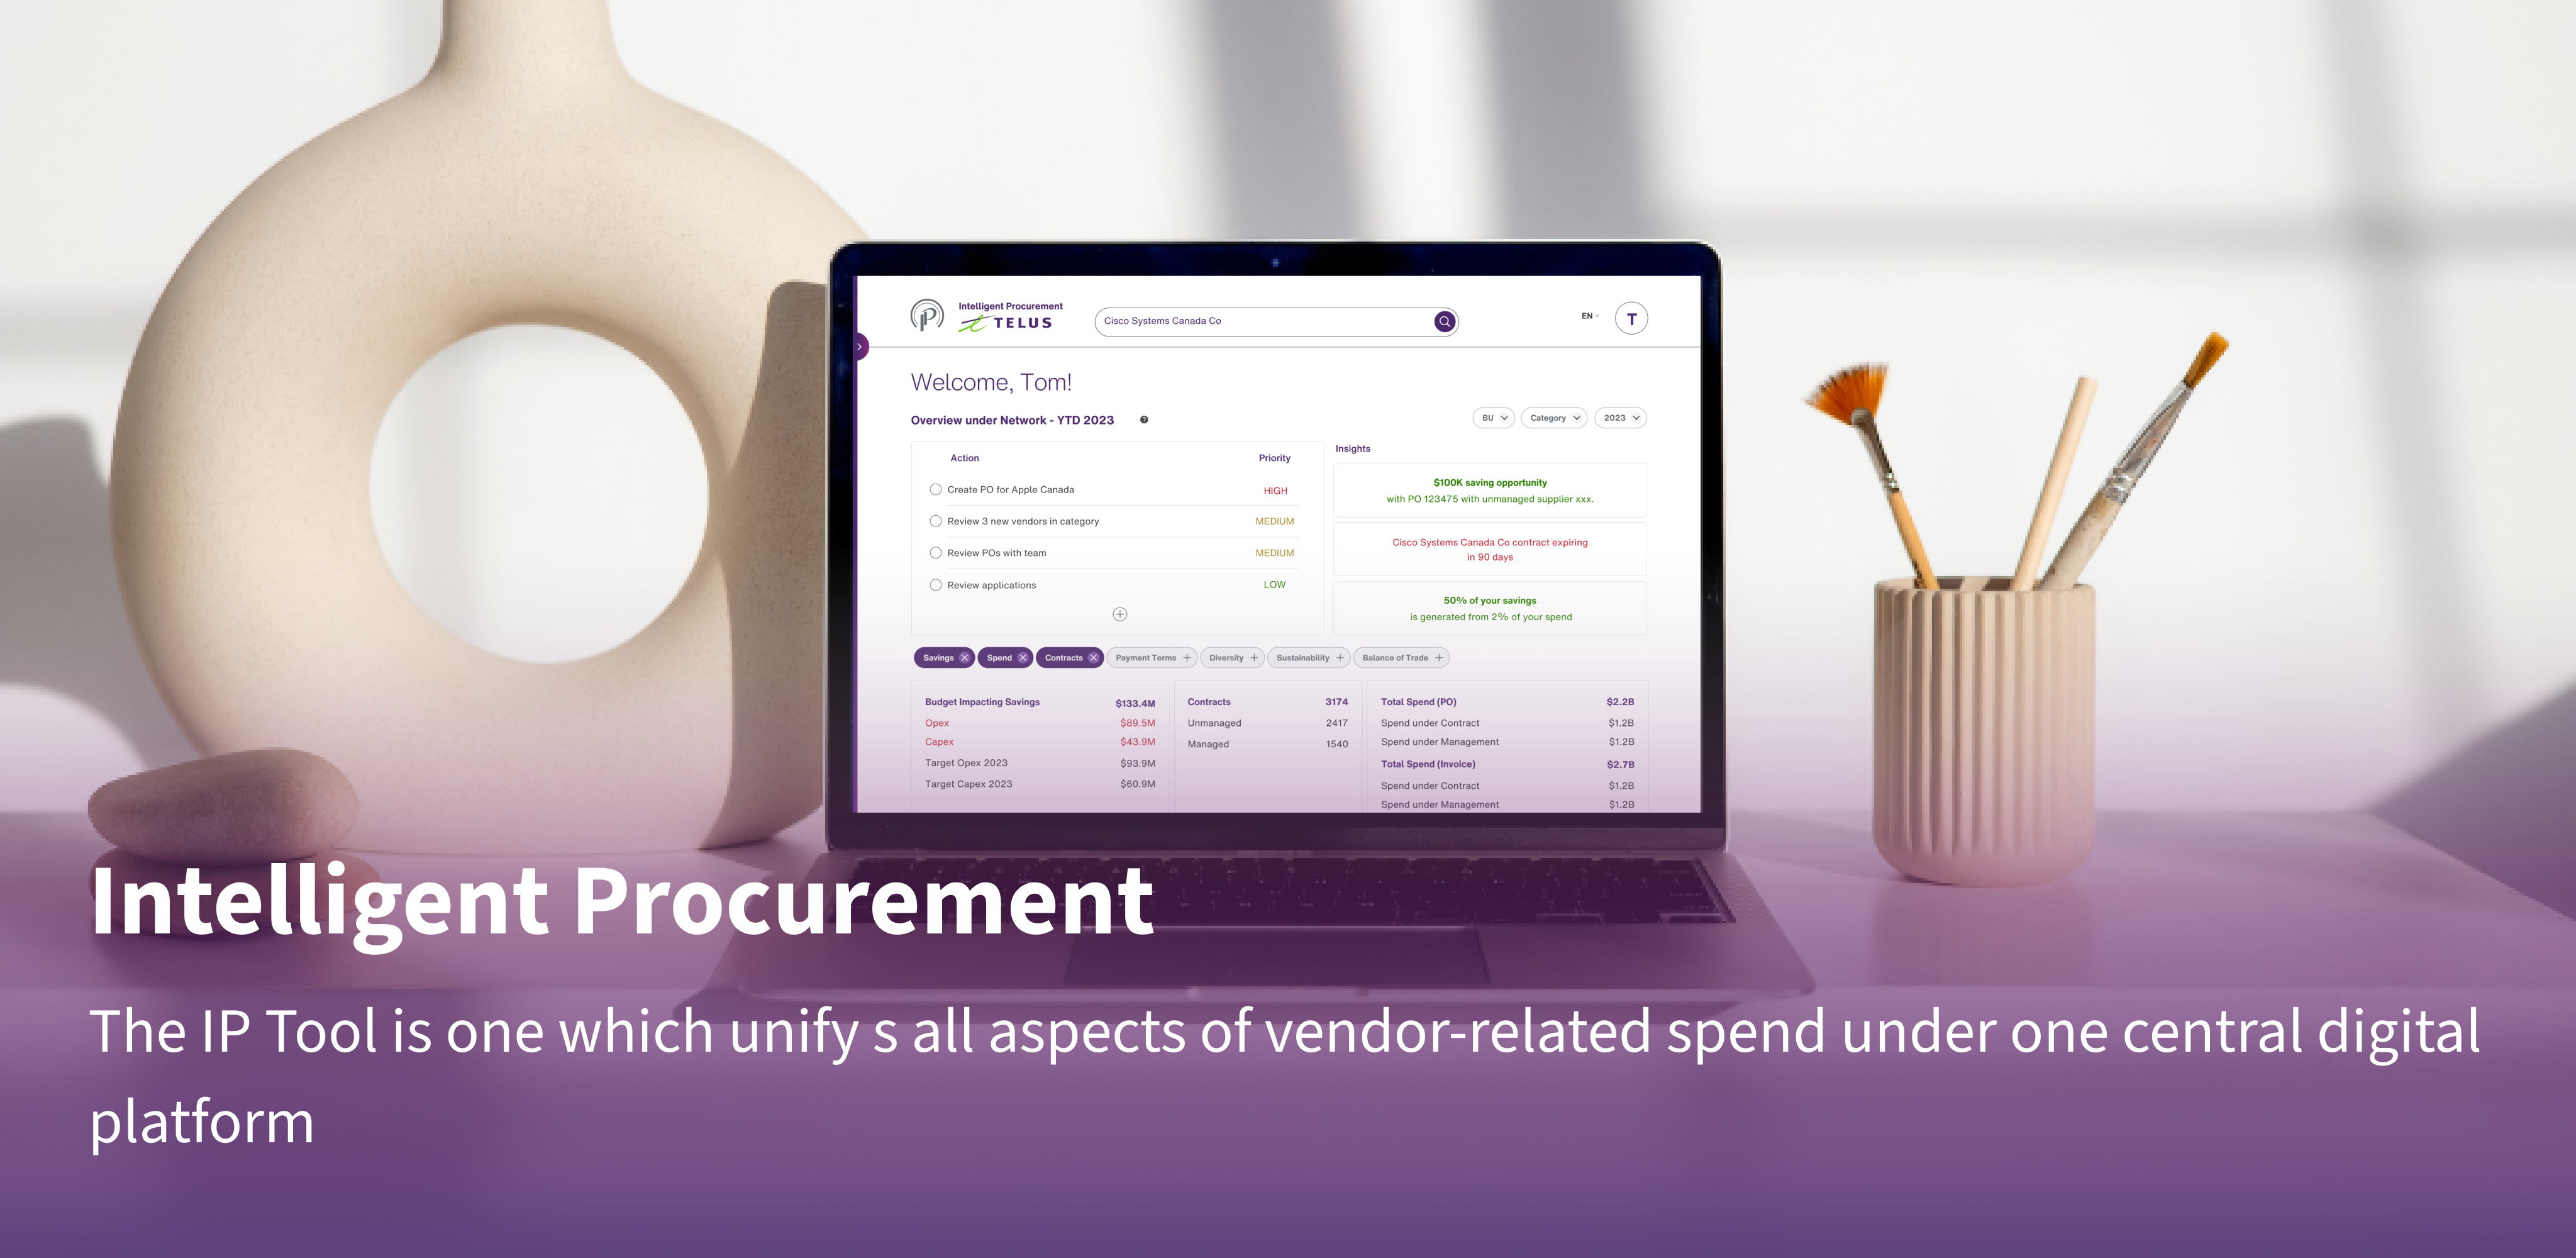 Intelligent Procurement
TELUS
Cisco Systems Canada Co
EN
T
Welcome, Tom!
Overview under Network - YTD 2023
BU
Category
2023
Action Priority
Create PO for Apple Canada HIGH
Review 3 new vendors in category MEDIUM
Review POs with team MEDIUM
Review applications LOW
Insights
$100K saving opportunity
with PO 123475 with unmanaged supplier xxx.
Cisco Systems Canada Co contract expiring
in 90 days
50% of your savings
is generated from 2% of your spend
Savings Spend Contracts Payment Terms Diversity Sustainability Balance of Trade
Budget Impacting Savings $133.4M
Opex $89.5M
Capex $43.9M
Target Opex 2023 $93.9M
Target Capex 2023 $60.9M
Contracts 3174
Unmanaged 2417
Managed 1540
Total Spend (PO) $2.2B
Spend under Contract $1.2B
Spend under Management $1.2B
Total Spend (Invoice) $2.7B
Spend under Contract $1.2B
Spend under Management $1.2B
Intelligent Procurement
The IP Tool is one which unify s all aspects of vendor-related spend under one central digital
platform